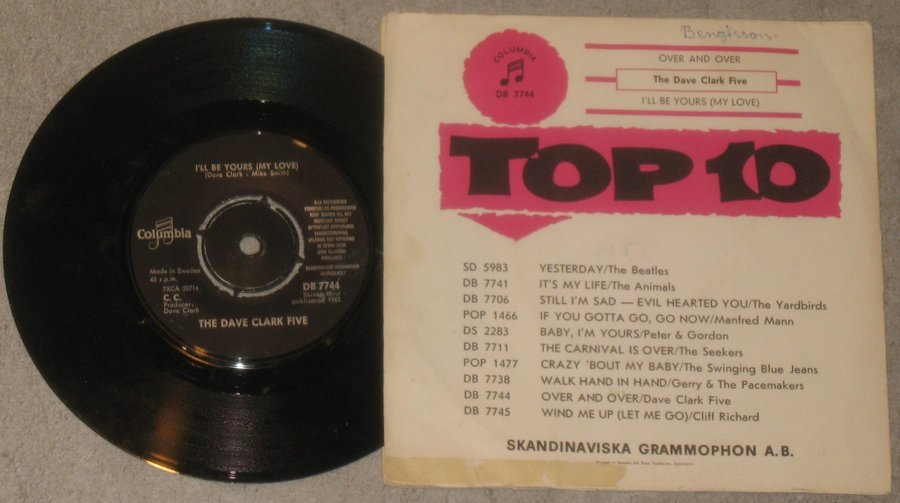 I'LL BE YOURS (MY LOVE)
(Dave Clark - Mike Smith)
Columbia
Made in Sweden
45 r.p.m.
7XCA 26714
C. C.
Producer:
Dave Clark
DB 7744
publicerad 1965
THE DAVE CLARK FIVE
Bengtsson
COLUMBIA
DB 7744
OVER AND OVER
The Dave Clark Five
I'LL BE YOURS (MY LOVE)
TOP 10
SD 5983 YESTERDAY/The Beatles
DB 7741 IT'S MY LIFE/The Animals
DB 7706 STILL I'M SAD — EVIL HEARTED YOU/The Yardbirds
POP 1466 IF YOU GOTTA GO, GO NOW/Manfred Mann
DS 2283 BABY, I'M YOURS/Peter & Gordon
DB 7711 THE CARNIVAL IS OVER/The Seekers
POP 1477 CRAZY 'BOUT MY BABY/The Swinging Blue Jeans
DB 7738 WALK HAND IN HAND/Gerry & The Pacemakers
DB 7744 OVER AND OVER/Dave Clark Five
DB 7745 WIND ME UP (LET ME GO)/Cliff Richard
SKANDINAVISKA GRAMMOPHON A.B.